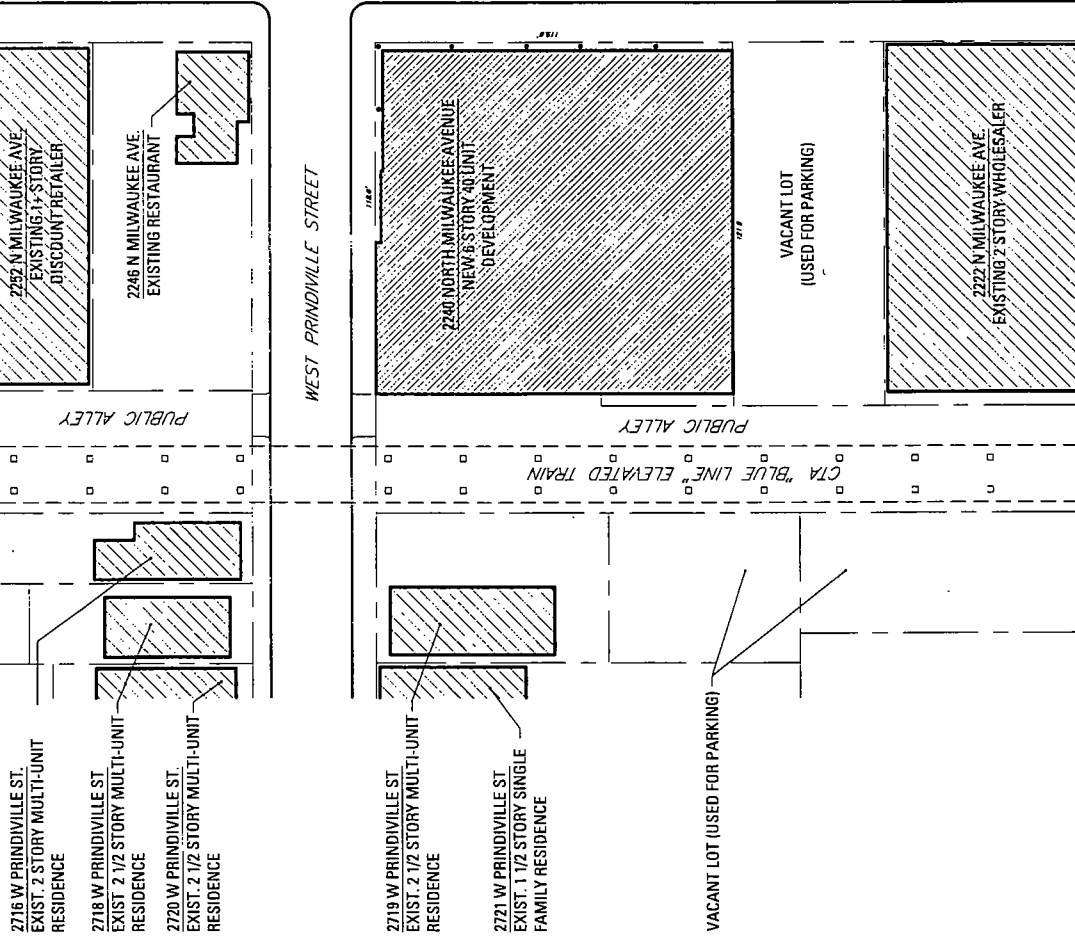 2252 N MILWAUKEE AVE.
EXISTING 1+ STORY
DISCOUNT RETAILER
2246 N MILWAUKEE AVE.
EXISTING RESTAURANT
WEST PRINDIVILLE STREET
2240 NORTH MILWAUKEE AVENUE
NEW 6 STORY 40 UNIT
DEVELOPMENT
VACANT LOT
(USED FOR PARKING)
2222 N MILWAUKEE AVE.
EXISTING 2 STORY WHOLESALER
PUBLIC ALLEY
PUBLIC ALLEY
CTA "BLUE LINE" ELEVATED TRAIN
2716 W PRINDIVILLE ST.
EXIST. 2 STORY MULTI-UNIT
RESIDENCE
2718 W PRINDIVILLE ST
EXIST 2 1/2 STORY MULTI-UNIT
RESIDENCE
2720 W PRINDIVILLE ST.
EXIST. 2 1/2 STORY MULTI-UNIT
RESIDENCE
2719 W PRINDIVILLE ST
EXIST. 2 1/2 STORY MULTI-UNIT
RESIDENCE
2721 W PRINDIVILLE ST
EXIST. 1 1/2 STORY SINGLE
FAMILY RESIDENCE
VACANT LOT (USED FOR PARKING)